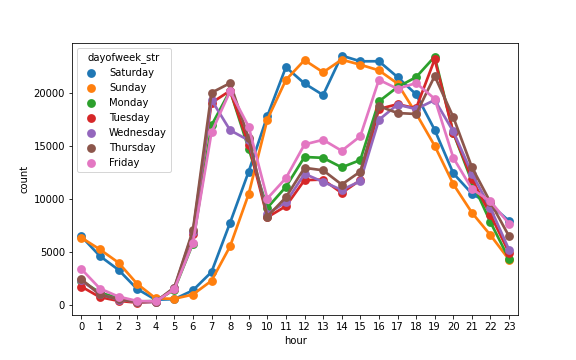 dayofweek_str
Saturday
Sunday
Monday
Tuesday
Wednesday
Thursday
Friday
20000
15000
10000
5000
0
count
0 1 2 3 4 5 6 7 8 9 10 11 12 13 14 15 16 17 18 19 20 21 22 23
hour